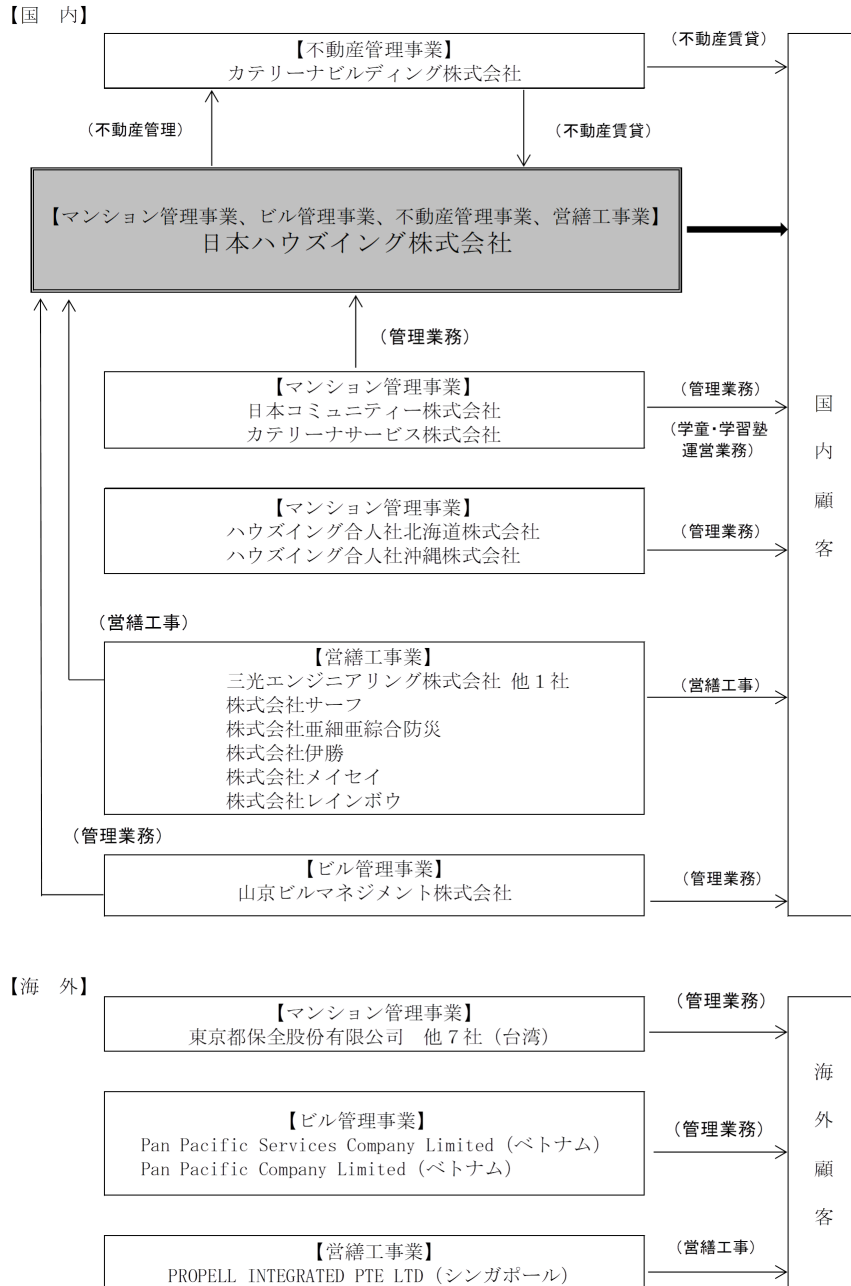 【国　内】
（不動産賃貸）
【不動産管理事業】
カテリーナビルディング株式会社
（不動産管理）
（不動産賃貸）
【マンション管理事業、ビル管理事業、不動産管理事業、営繕工事業】
日本ハウズイング株式会社
（管理業務）
【マンション管理事業】
日本コミュニティー株式会社
カテリーナサービス株式会社
（管理業務）
（学童・学習塾
運営業務）
【マンション管理事業】
ハウズイング合人社北海道株式会社
ハウズイング合人社沖縄株式会社
（管理業務）
（営繕工事）
【営繕工事業】
三光エンジニアリング株式会社 他１社
株式会社サーフ
株式会社亜細亜綜合防災
株式会社伊勝
株式会社メイセイ
株式会社レインボウ
（営繕工事）
（管理業務）
【ビル管理事業】
山京ビルマネジメント株式会社
（管理業務）
国内顧客
【海　外】
【マンション管理事業】
東京都保全股份有限公司　他７社（台湾）
（管理業務）
【ビル管理事業】
Pan Pacific Services Company Limited（ベトナム）
Pan Pacific Company Limited（ベトナム）
（管理業務）
【営繕工事業】
PROPELL INTEGRATED PTE LTD（シンガポール）
（営繕工事）
海外顧客